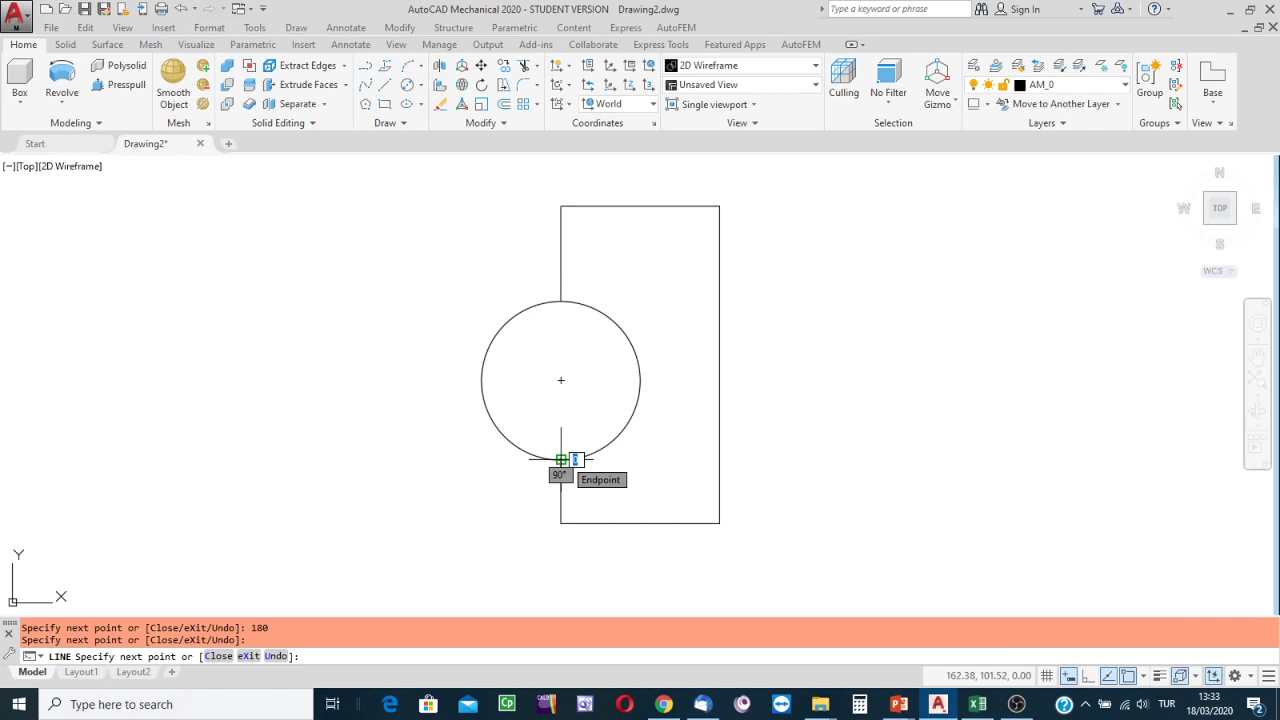 AutoCAD Mechanical 2020 - STUDENT VERSION Drawing2.dwg
Type a keyword or phrase
Sign In
File Edit View Insert Format Tools Draw Dimension Modify Structure Parametric Content Express Help
Home Solid Surface Mesh Visualize Parametric Insert Annotate View Manage Output Add-ins Collaborate Express Tools Featured Apps AutoFEM
Box Revolve Polysolid Presspull
Smooth Object
Extrude Edges Extrude Faces Separate
2D Wireframe
Unsaved View
World
Single viewport
Culling No Filter Move Gizmo
AM_0
Move to Another Layer
Group Base
Modeling Mesh Solid Editing Draw Modify Coordinates View Selection Layers Groups View
Start Drawing2*
[−][Top][2D Wireframe]
N
W TOP E
S
WCS
0
90°
Endpoint
Y
X
Specify next point or [Close/eXit/Undo]: 180
Specify next point or [Close/eXit/Undo]:
LINE Specify next point or [Close eXit Undo]:
Model Layout1 Layout2 +
162.38, 101.52, 0.00
Type here to search
TUR
13:33
18/03/2020